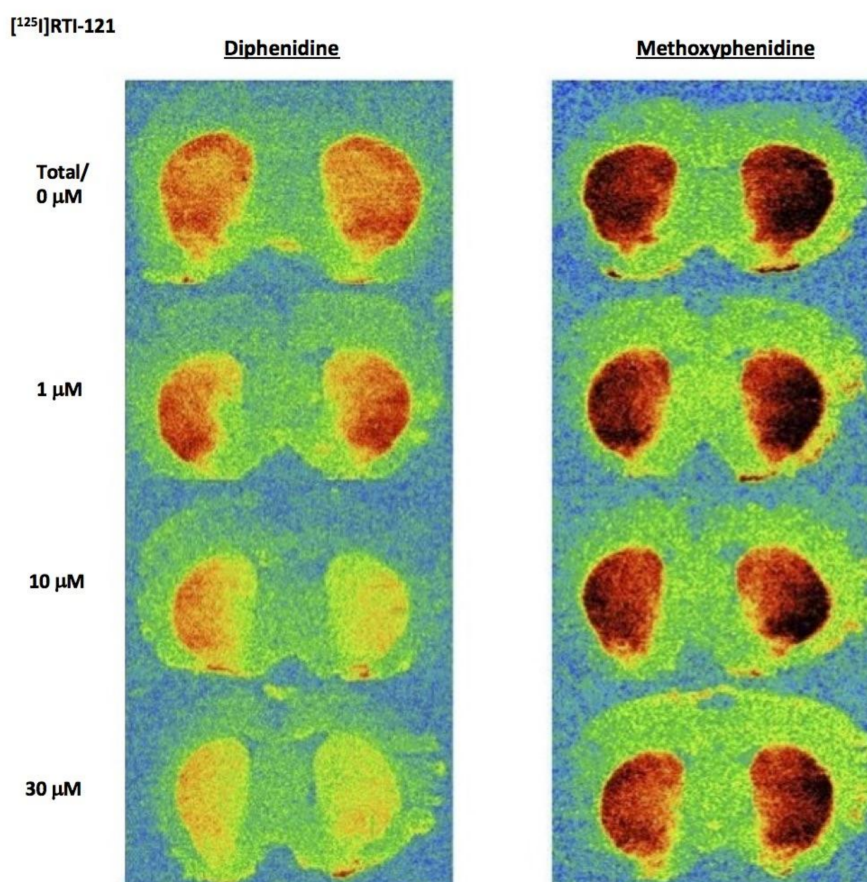 [¹²⁵I]RTI-121
Diphenidine
Methoxyphenidine
Total/
0 μM
1 μM
10 μM
30 μM